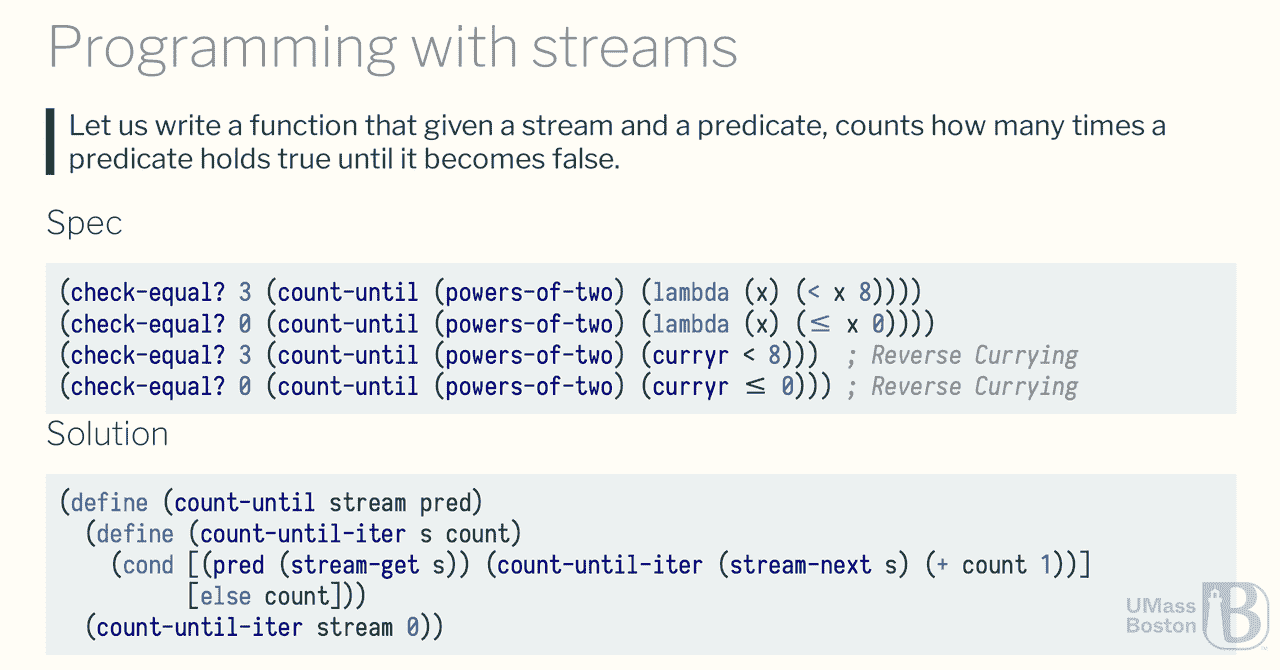 Programming with streams
Let us write a function that given a stream and a predicate, counts how many times a
predicate holds true until it becomes false.
Spec
(check-equal? 3 (count-until (powers-of-two) (lambda (x) (< x 8))))
(check-equal? 0 (count-until (powers-of-two) (lambda (x) (≤ x 0))))
(check-equal? 3 (count-until (powers-of-two) (curryr < 8)))  ; Reverse Currying
(check-equal? 0 (count-until (powers-of-two) (curryr ≤ 0))) ; Reverse Currying
Solution
(define (count-until stream pred)
  (define (count-until-iter s count)
    (cond [(pred (stream-get s)) (count-until-iter (stream-next s) (+ count 1))]
          [else count]))
  (count-until-iter stream 0))
UMass
Boston
B